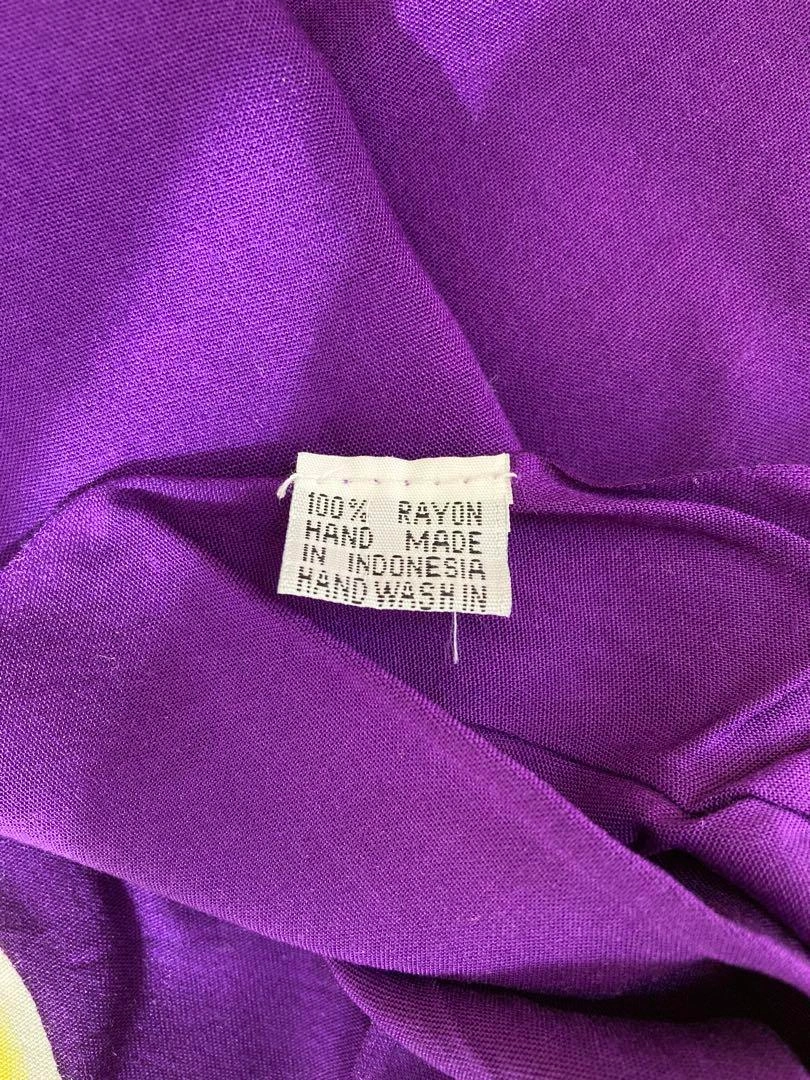 100% RAYON
HAND MADE
IN INDONESIA
HAND WASH IN